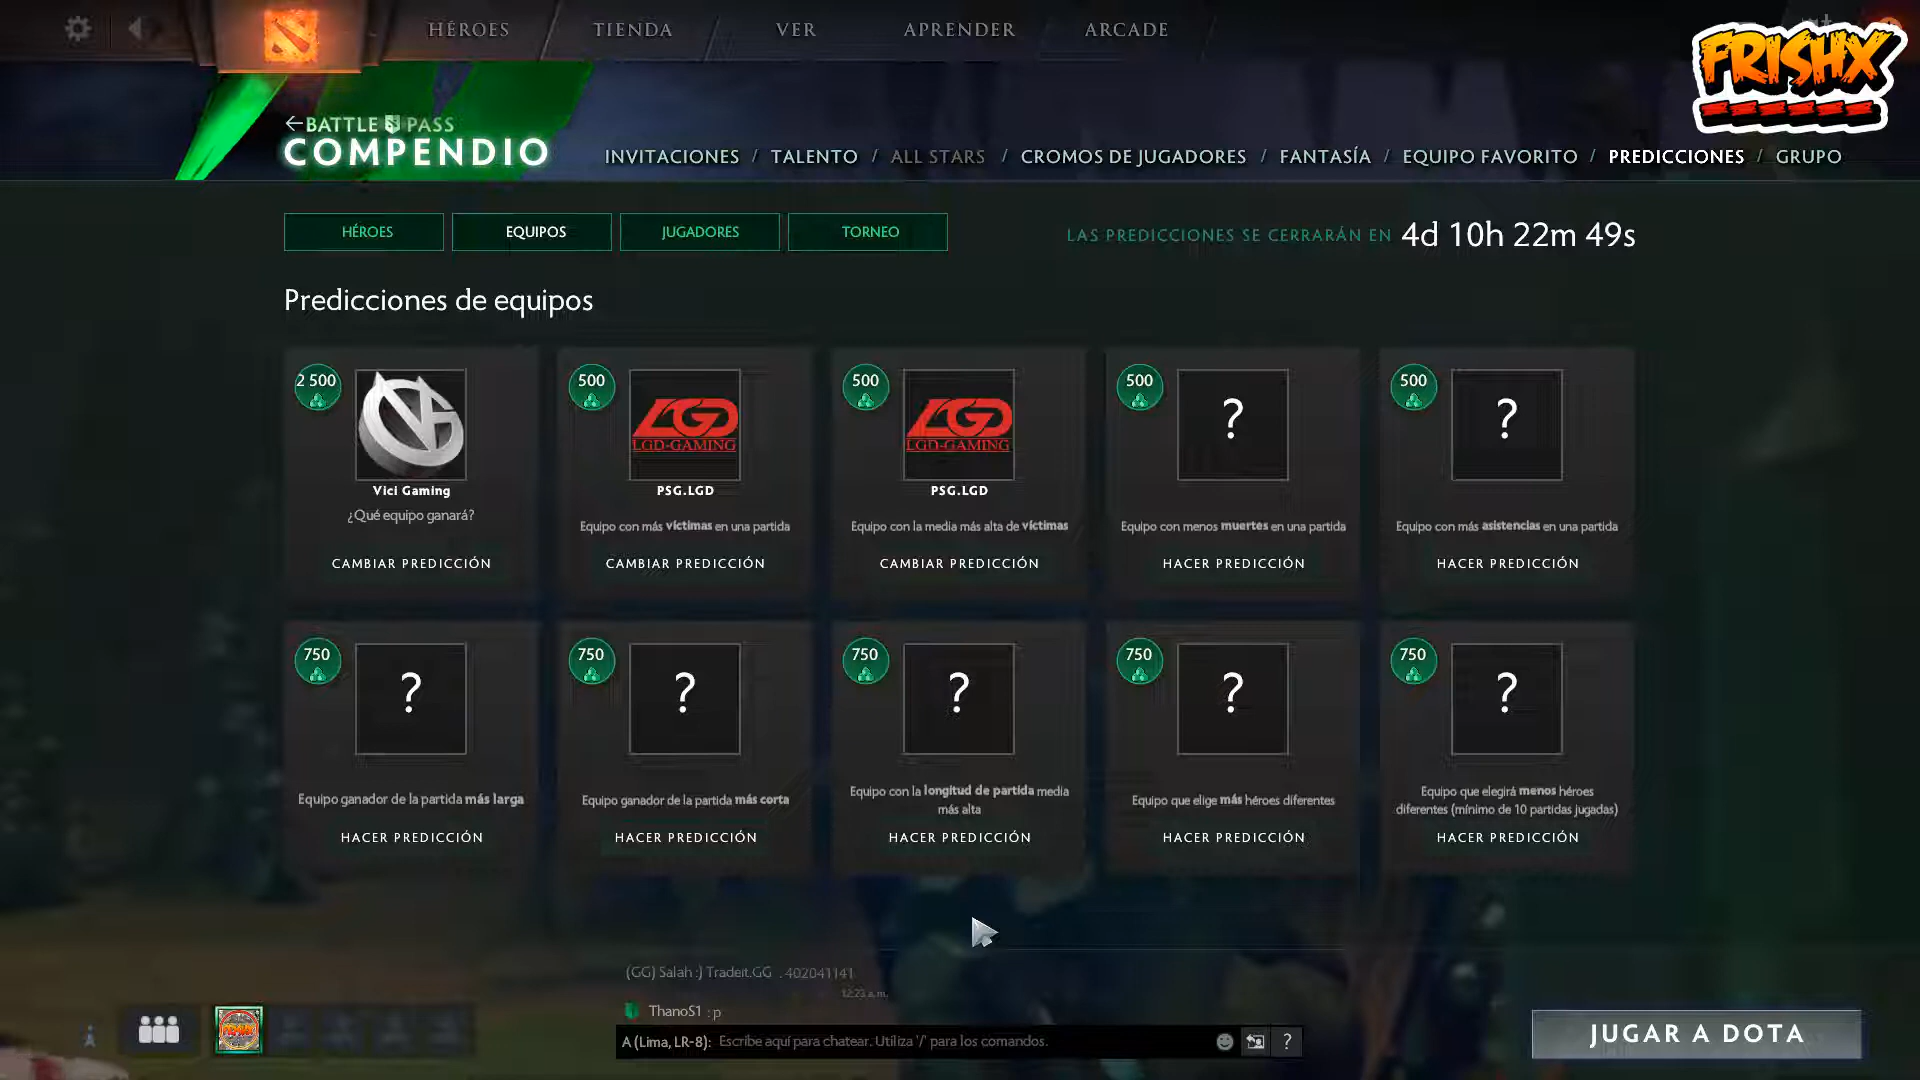 HÉROES
TIENDA
VER
APRENDER
ARCADE
FRISHX
BATTLE PASS
COMPENDIO
INVITACIONES / TALENTO / ALL STARS / CROMOS DE JUGADORES / FANTASÍA / EQUIPO FAVORITO / PREDICCIONES / GRUPO
HÉROES
EQUIPOS
JUGADORES
TORNEO
LAS PREDICCIONES SE CERRARÁN EN 4d 10h 22m 49s
Predicciones de equipos
2 500
Vici Gaming
¿Qué equipo ganará?
CAMBIAR PREDICCIÓN
500
LGD
LGD-GAMING
PSG.LGD
Equipo con más víctimas en una partida
CAMBIAR PREDICCIÓN
500
LGD
LGD-GAMING
PSG.LGD
Equipo con la media más alta de víctimas
CAMBIAR PREDICCIÓN
500
?
Equipo con menos muertes en una partida
HACER PREDICCIÓN
500
?
Equipo con más asistencias en una partida
HACER PREDICCIÓN
750
?
Equipo ganador de la partida más larga
HACER PREDICCIÓN
750
?
Equipo ganador de la partida más corta
HACER PREDICCIÓN
750
?
Equipo con la longitud de partida media
más alta
HACER PREDICCIÓN
750
?
Equipo que elige más héroes diferentes
HACER PREDICCIÓN
750
?
Equipo que elegirá menos héroes
diferentes (mínimo de 10 partidas jugadas)
HACER PREDICCIÓN
(GG) Salah :) Tradeit.GG . 402041141
12:23 a. m.
ThanoS1 : p
A (Lima, LR-8): Escribe aquí para chatear. Utiliza '/' para los comandos.
?
FRISHX
JUGAR A DOTA